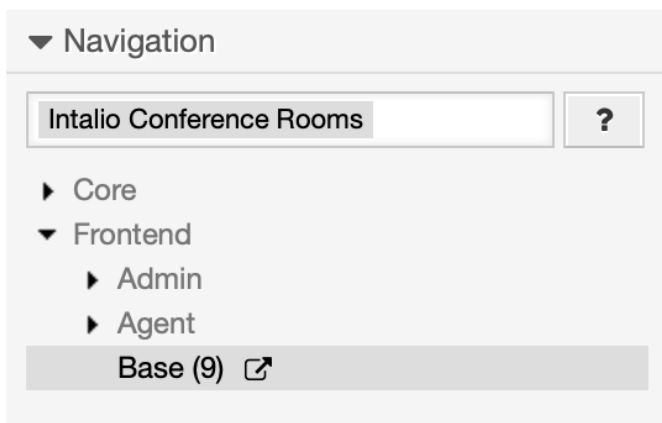 Navigation
Intalio Conference Rooms ?
Core
Frontend
Admin
Agent
Base (9)